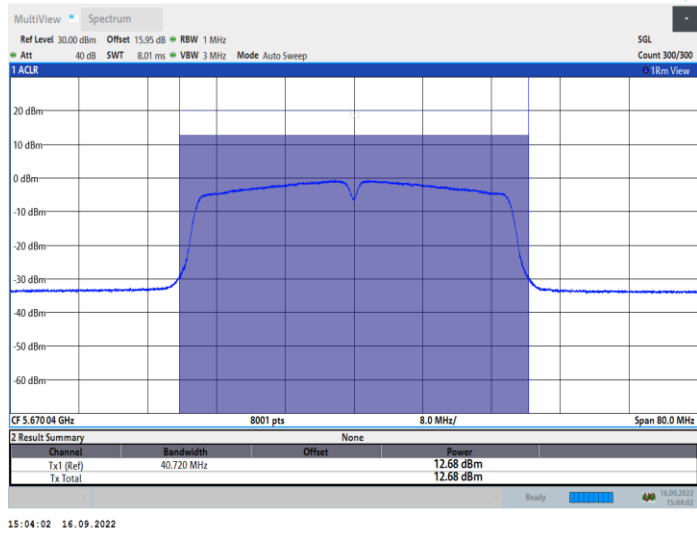 MultiView Spectrum
Ref Level 30.00 dBm Offset 15.95 dB RBW 1 MHz SGL
Att 40 dB SWT 8.01 ms VBW 3 MHz Mode Auto Sweep Count 300/300
1 ACLR 1Rm View
Tx1
20 dBm
10 dBm
0 dBm
-10 dBm
-20 dBm
-30 dBm
-40 dBm
-50 dBm
-60 dBm
CF 5.67004 GHz 8001 pts 8.0 MHz/ Span 80.0 MHz
2 Result Summary None
Channel Bandwidth Offset Power
Tx1 (Ref) 40.720 MHz 12.68 dBm
Tx Total 12.68 dBm
Ready 16.09.2022
15:04:02
15:04:02 16.09.2022